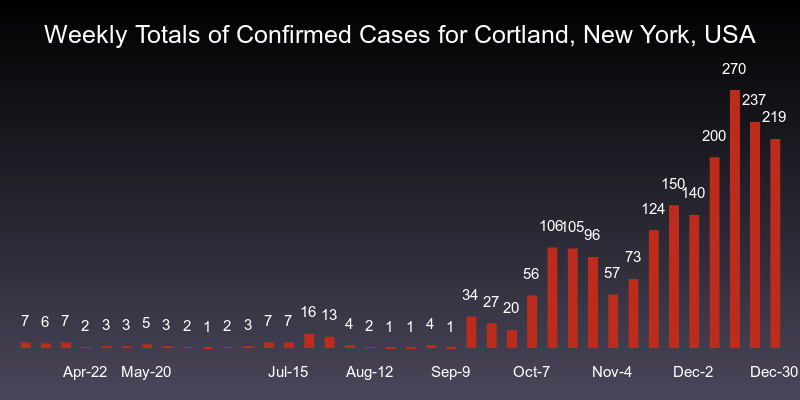 Weekly Totals of Confirmed Cases for Cortland, New York, USA
7 6 7 2 3 3 5 3 2 1 2 3 7 7 16 13 4 2 1 1 4 1 34 27 20 56 106 105 96 57 73 124 150 140 200 270 237 219
Apr-22 May-20 Jul-15 Aug-12 Sep-9 Oct-7 Nov-4 Dec-2 Dec-30